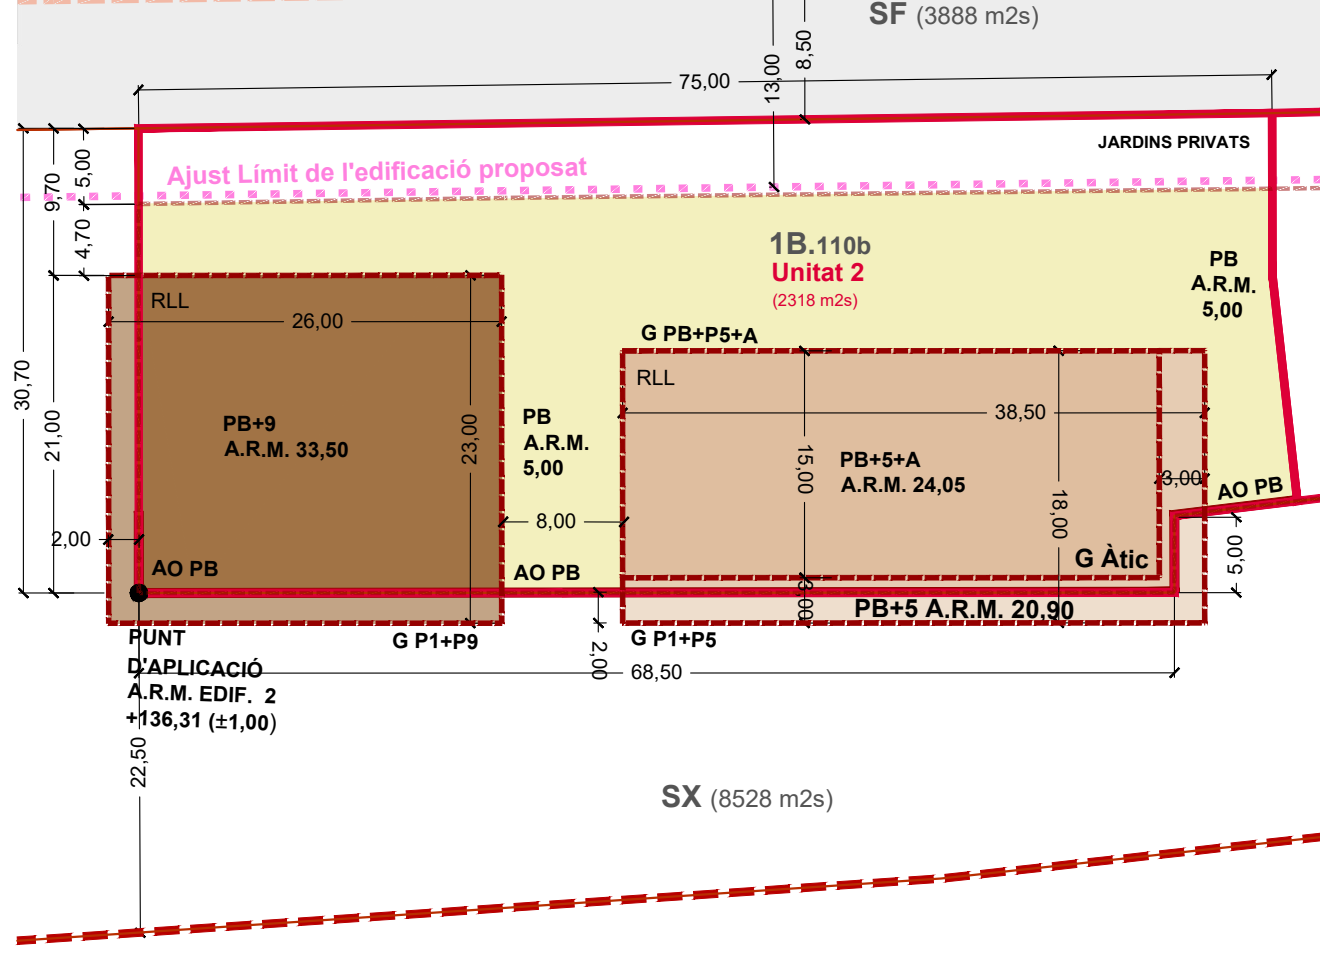 SF (3888 m2s)
8,50
13,00
75,00
JARDINS PRIVATS
5,00
9,70
Ajust Límit de l'edificació proposat
4,70
1B.110b
Unitat 2
(2318 m2s)
PB
A.R.M.
5,00
RLL
26,00
G PB+P5+A
RLL
30,70
21,00
38,50
PB+9
A.R.M. 33,50
23,00
PB
A.R.M.
5,00
15,00
PB+5+A
A.R.M. 24,05
3,00
18,00
AO PB
8,00
2,00
5,00
AO PB
AO PB
G Àtic
3,00
PB+5 A.R.M. 20,90
PUNT
D'APLICACIÓ
A.R.M. EDIF. 2
+136,31 (±1,00)
G P1+P9
2,00
G P1+P5
68,50
22,50
SX (8528 m2s)